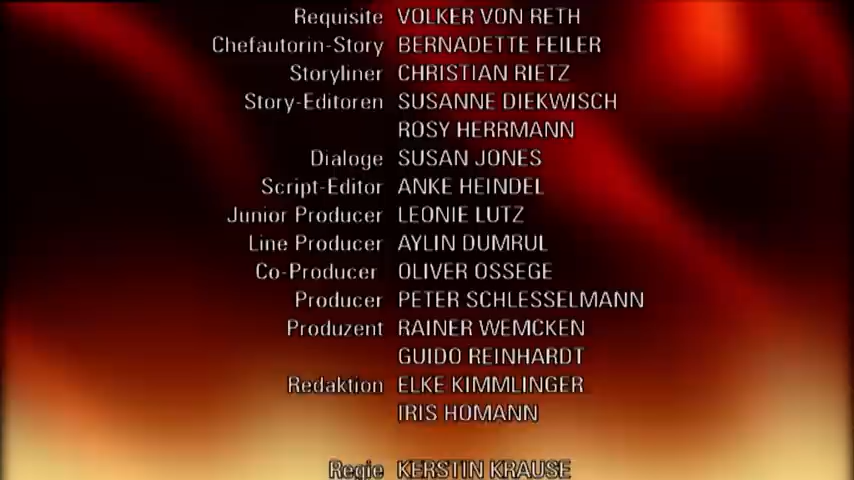 Requisite VOLKER VON RETH
Chefautorin-Story BERNADETTE FEILER
Storyliner CHRISTIAN RIETZ
Story-Editoren SUSANNE DIEKWISCH
ROSY HERRMANN
Dialoge SUSAN JONES
Script-Editor ANKE HEINDEL
Junior Producer LEONIE LUTZ
Line Producer AYLIN DUMRUL
Co-Producer OLIVER OSSEGE
Producer PETER SCHLESSELMANN
Produzent RAINER WEMCKEN
GUIDO REINHARDT
Redaktion ELKE KIMMLINGER
IRIS HOMANN
Regie KERSTIN KRAUSE